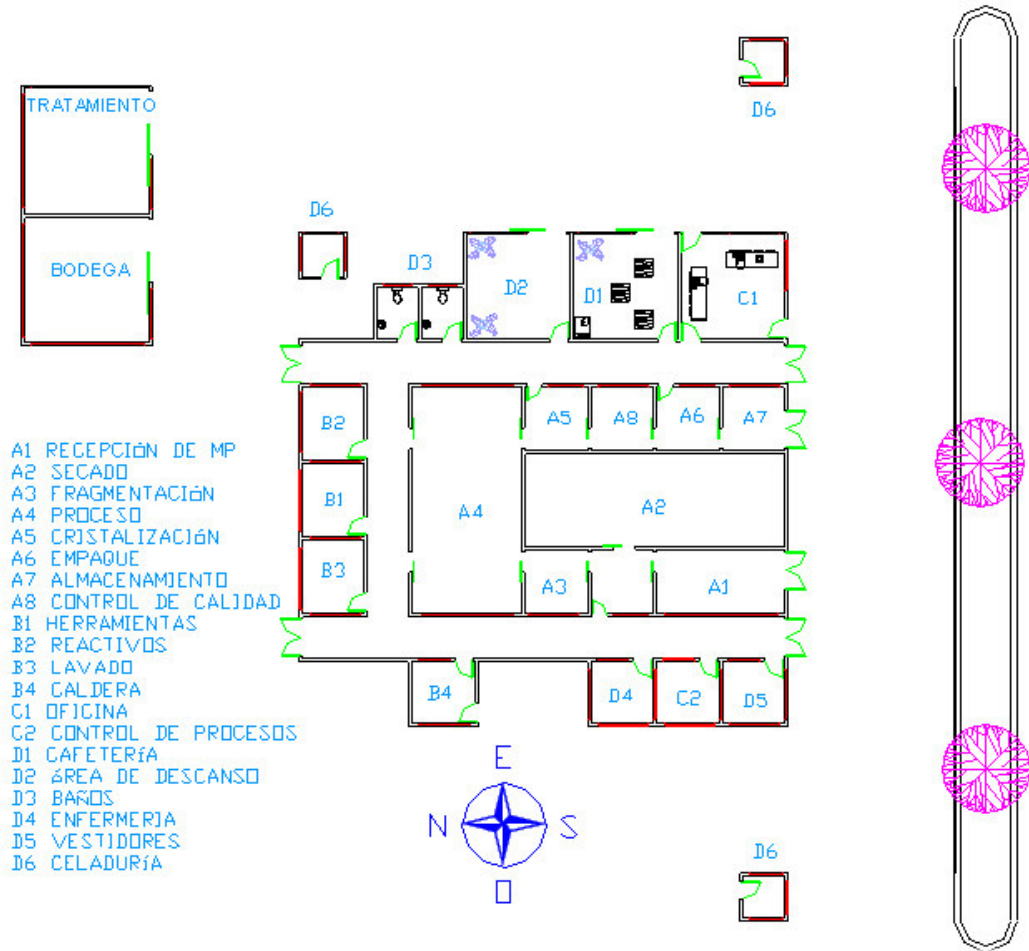 D6
TRATAMIENTO
D6
D3
BODEGA
D2
D1
C1
B2
A5
A8
A6
A7
B1
A4
A2
B3
A3
A1
B4
D4
C2
D5
A1 RECEPCIóN DE MP
A2 SECADO
A3 FRAGMENTACIóN
A4 PROCESO
A5 CRISTALIZACIóN
A6 EMPAQUE
A7 ALMACENAMIENTO
A8 CONTROL DE CALIDAD
B1 HERRAMIENTAS
B2 REACTIVOS
B3 LAVADO
B4 CALDERA
C1 OFICINA
C2 CONTROL DE PROCESOS
D1 CAFETERíA
D2 áREA DE DESCANSO
D3 BAÑOS
D4 ENFERMERIA
D5 VESTIDORES
D6 CELADURíA
E
N S
O
D6